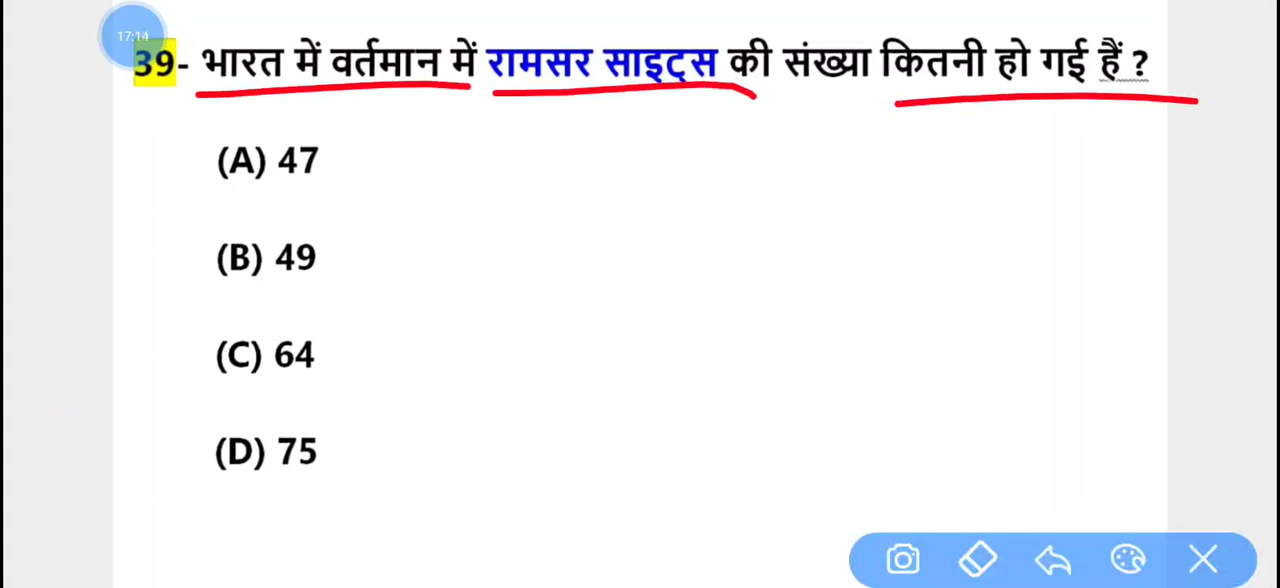 17:14
39- भारत में वर्तमान में रामसर साइट्स की संख्या कितनी हो गई हैं ?
(A) 47
(B) 49
(C) 64
(D) 75